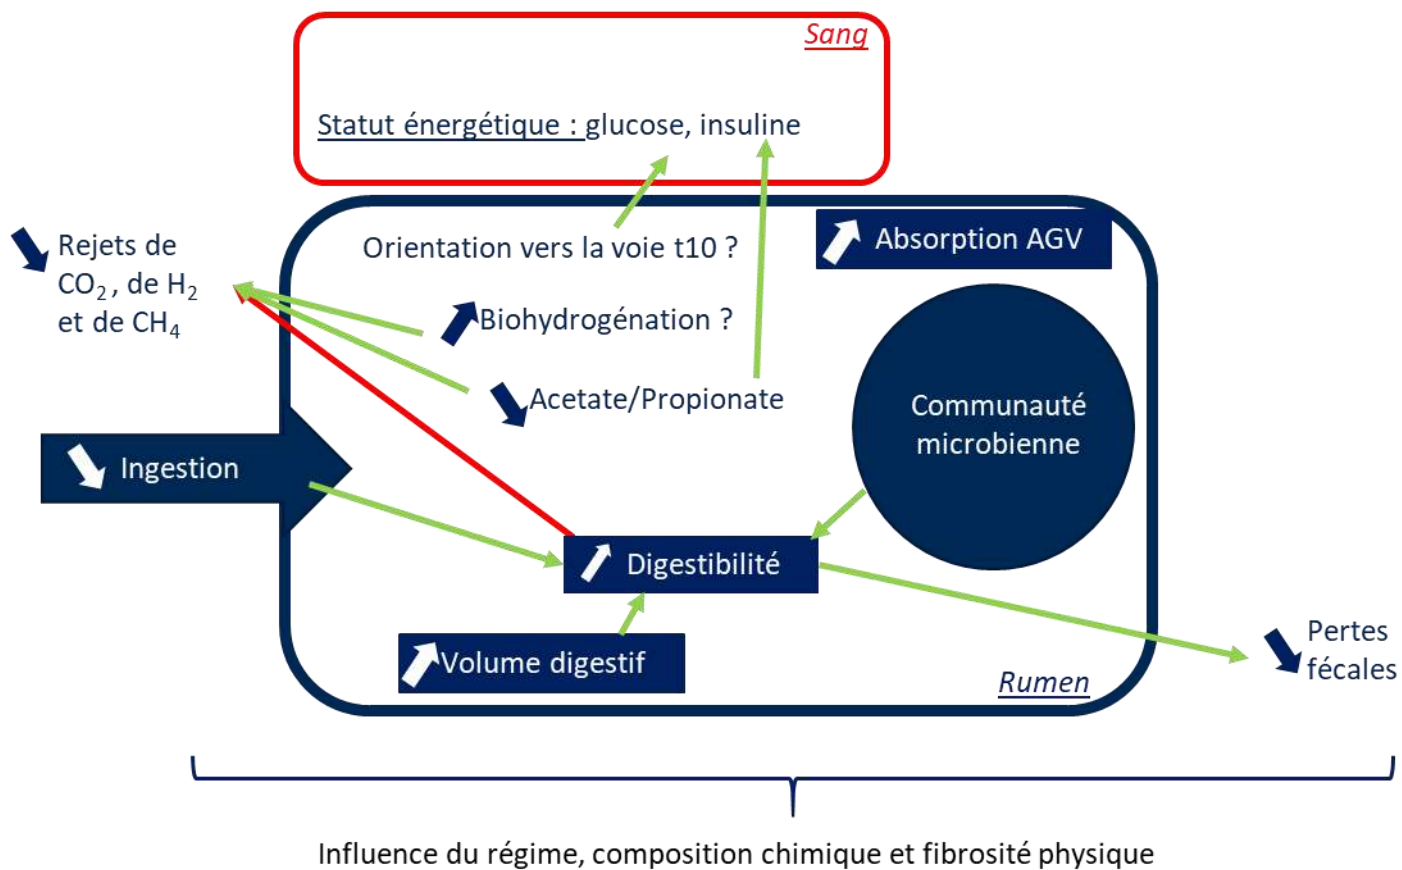 Sang
Statut énergétique : glucose, insuline
Rejets de
CO₂ , de H₂
et de CH₄
Orientation vers la voie t10 ?
Absorption AGV
Biohydrogénation ?
Acetate/Propionate
Communauté
microbienne
Ingestion
Digestibilité
Volume digestif
Pertes
fécales
Rumen
Influence du régime, composition chimique et fibrosité physique